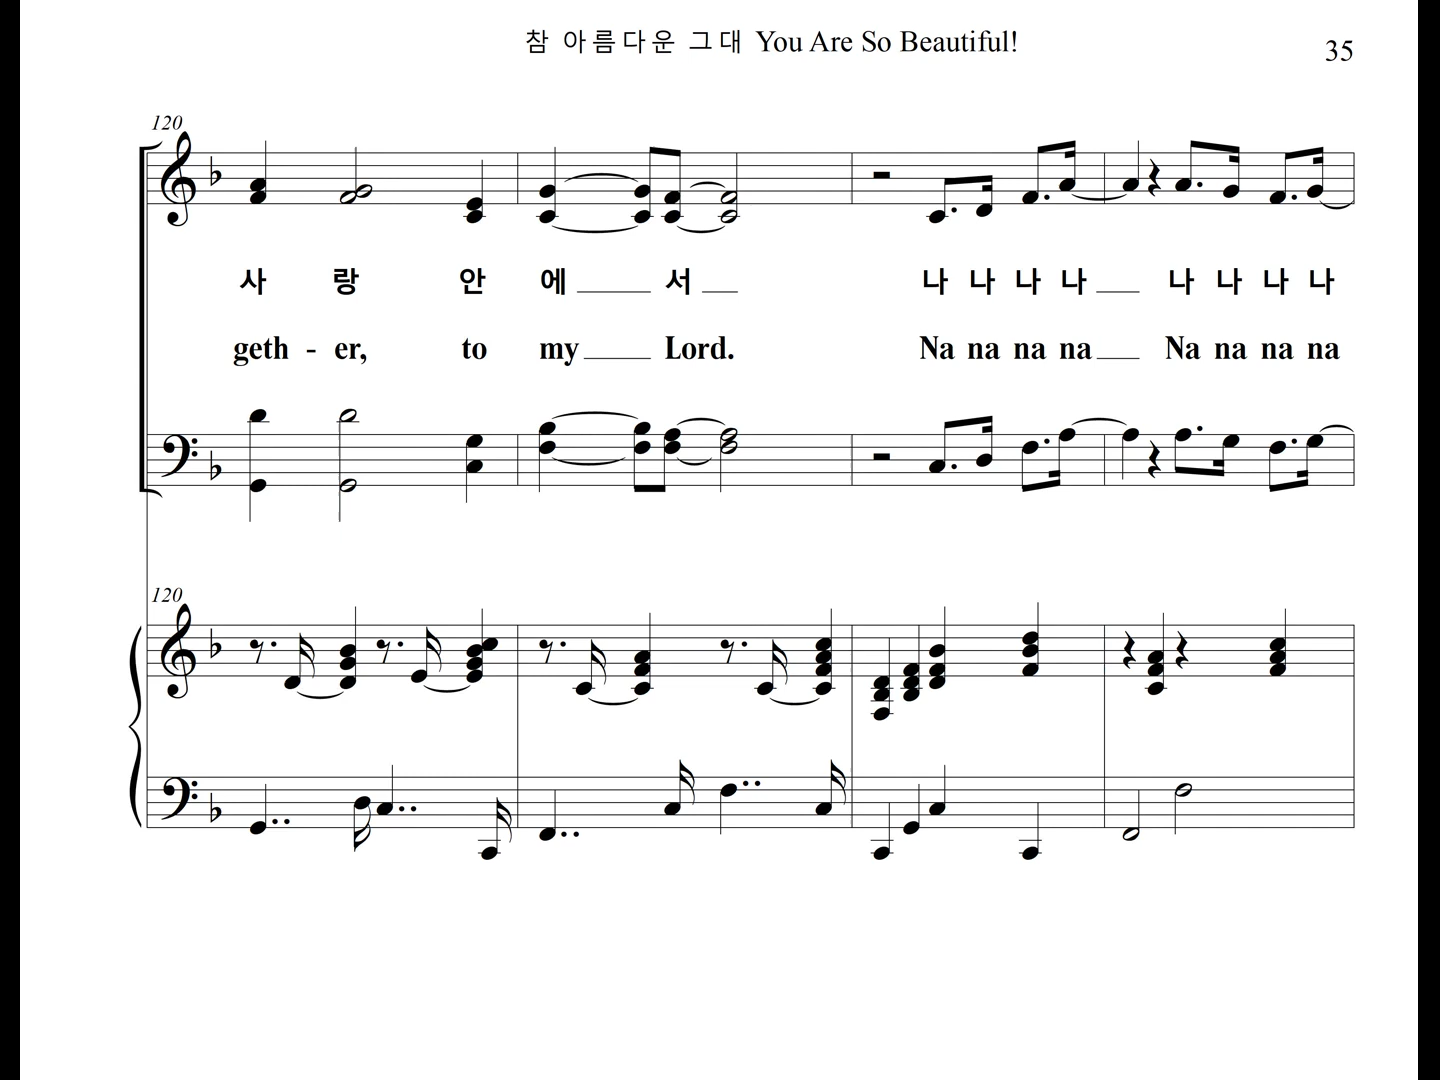 참 아름다운 그대 You Are So Beautiful!
35
120
사 랑 안 에 서 나 나 나 나 나 나 나 나
geth - er, to my Lord. Na na na na Na na na na
120